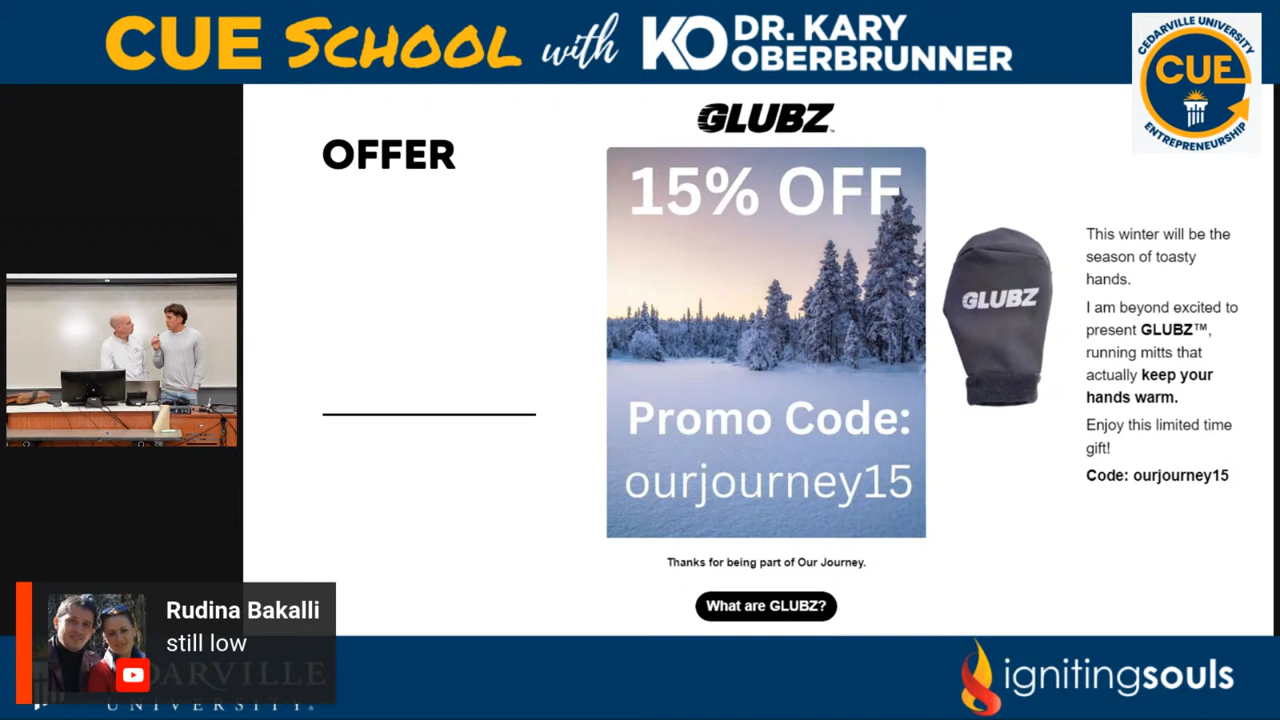 CUE SCHOOL with KO DR. KARY OBERBRUNNER
CEDARVILLE UNIVERSITY
CUE
ENTREPRENEURSHIP
OFFER
GLUBZ™
15% OFF
Promo Code:
ourjourney15
Thanks for being part of Our Journey.
What are GLUBZ?
GLUBZ
This winter will be the
season of toasty
hands.
I am beyond excited to
present GLUBZ™,
running mitts that
actually keep your
hands warm.
Enjoy this limited time
gift!
Code: ourjourney15
Rudina Bakalli
still low
DARVILLE
UNIVERSITY.
ignitingsouls